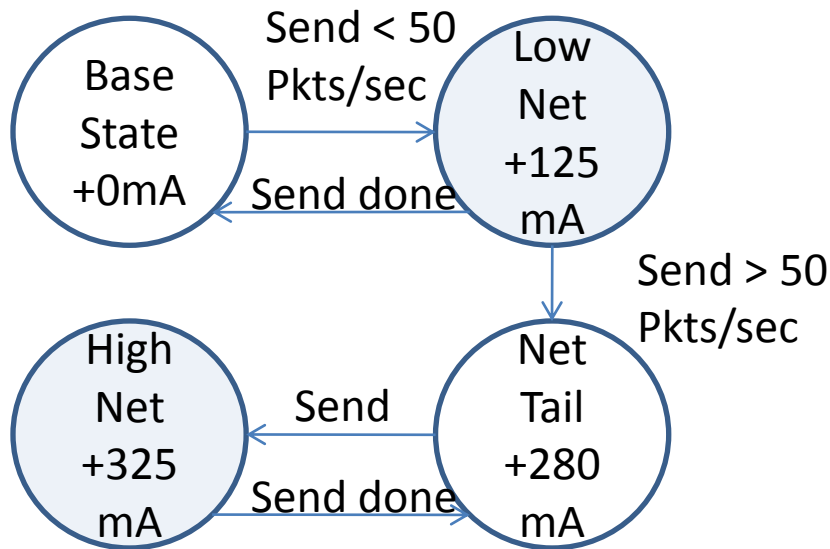 Base
State
+0mA
Send < 50
Pkts/sec
Low
Net
+125
mA
Send done
Send > 50
Pkts/sec
High
Net
+325
mA
Send
Send done
Net
Tail
+280
mA